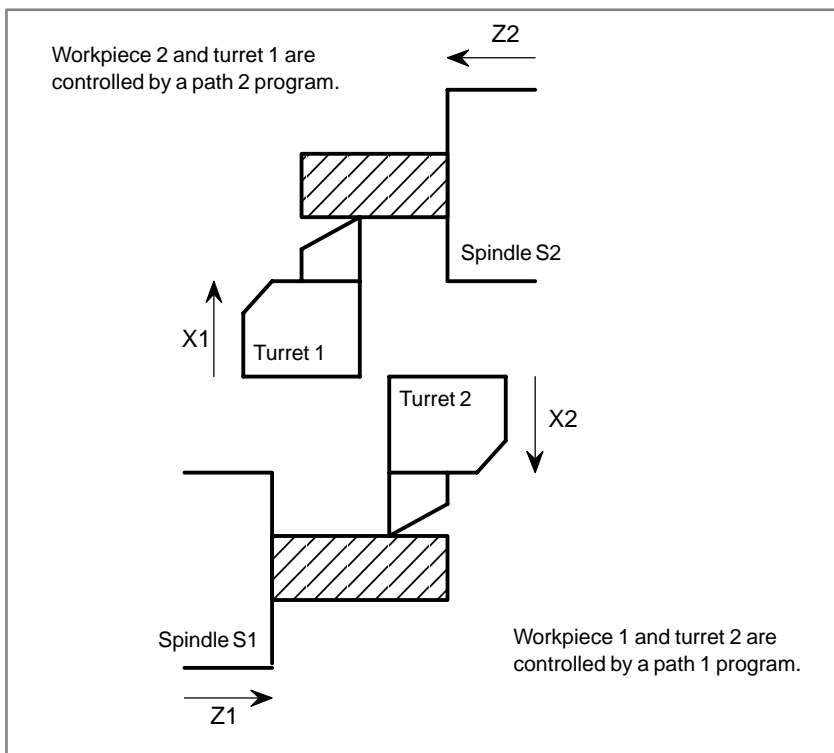 Workpiece 2 and turret 1 are
controlled by a path 2 program.
Z2
Spindle S2
X1
Turret 1
Turret 2
X2
Spindle S1
Workpiece 1 and turret 2 are
controlled by a path 1 program.
Z1